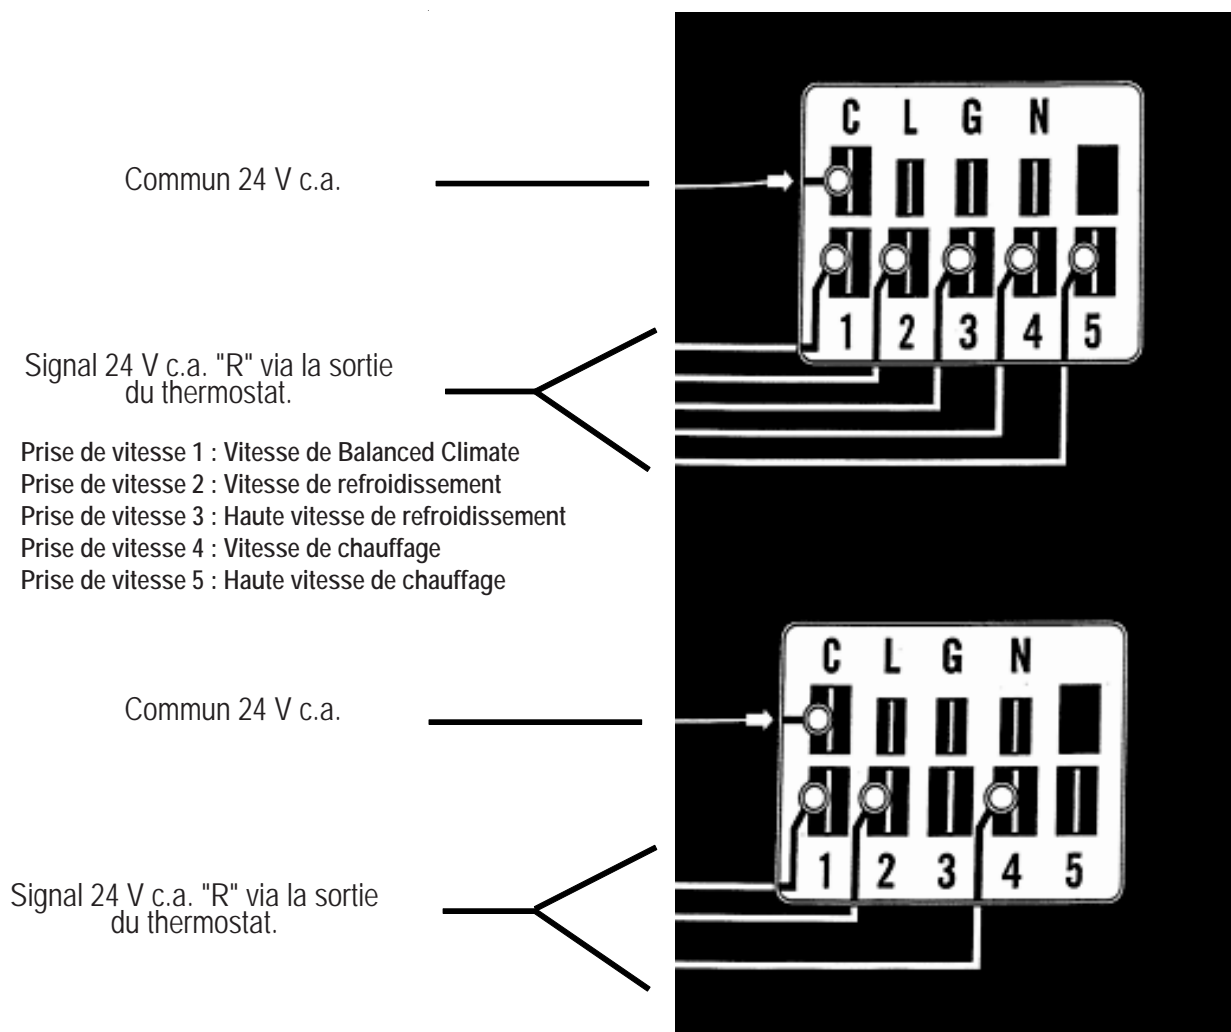 C L G N
Commun 24 V c.a.
1 2 3 4 5
Signal 24 V c.a. "R" via la sortie
du thermostat.
Prise de vitesse 1 : Vitesse de Balanced Climate
Prise de vitesse 2 : Vitesse de refroidissement
Prise de vitesse 3 : Haute vitesse de refroidissement
Prise de vitesse 4 : Vitesse de chauffage
Prise de vitesse 5 : Haute vitesse de chauffage
C L G N
Commun 24 V c.a.
1 2 3 4 5
Signal 24 V c.a. "R" via la sortie
du thermostat.